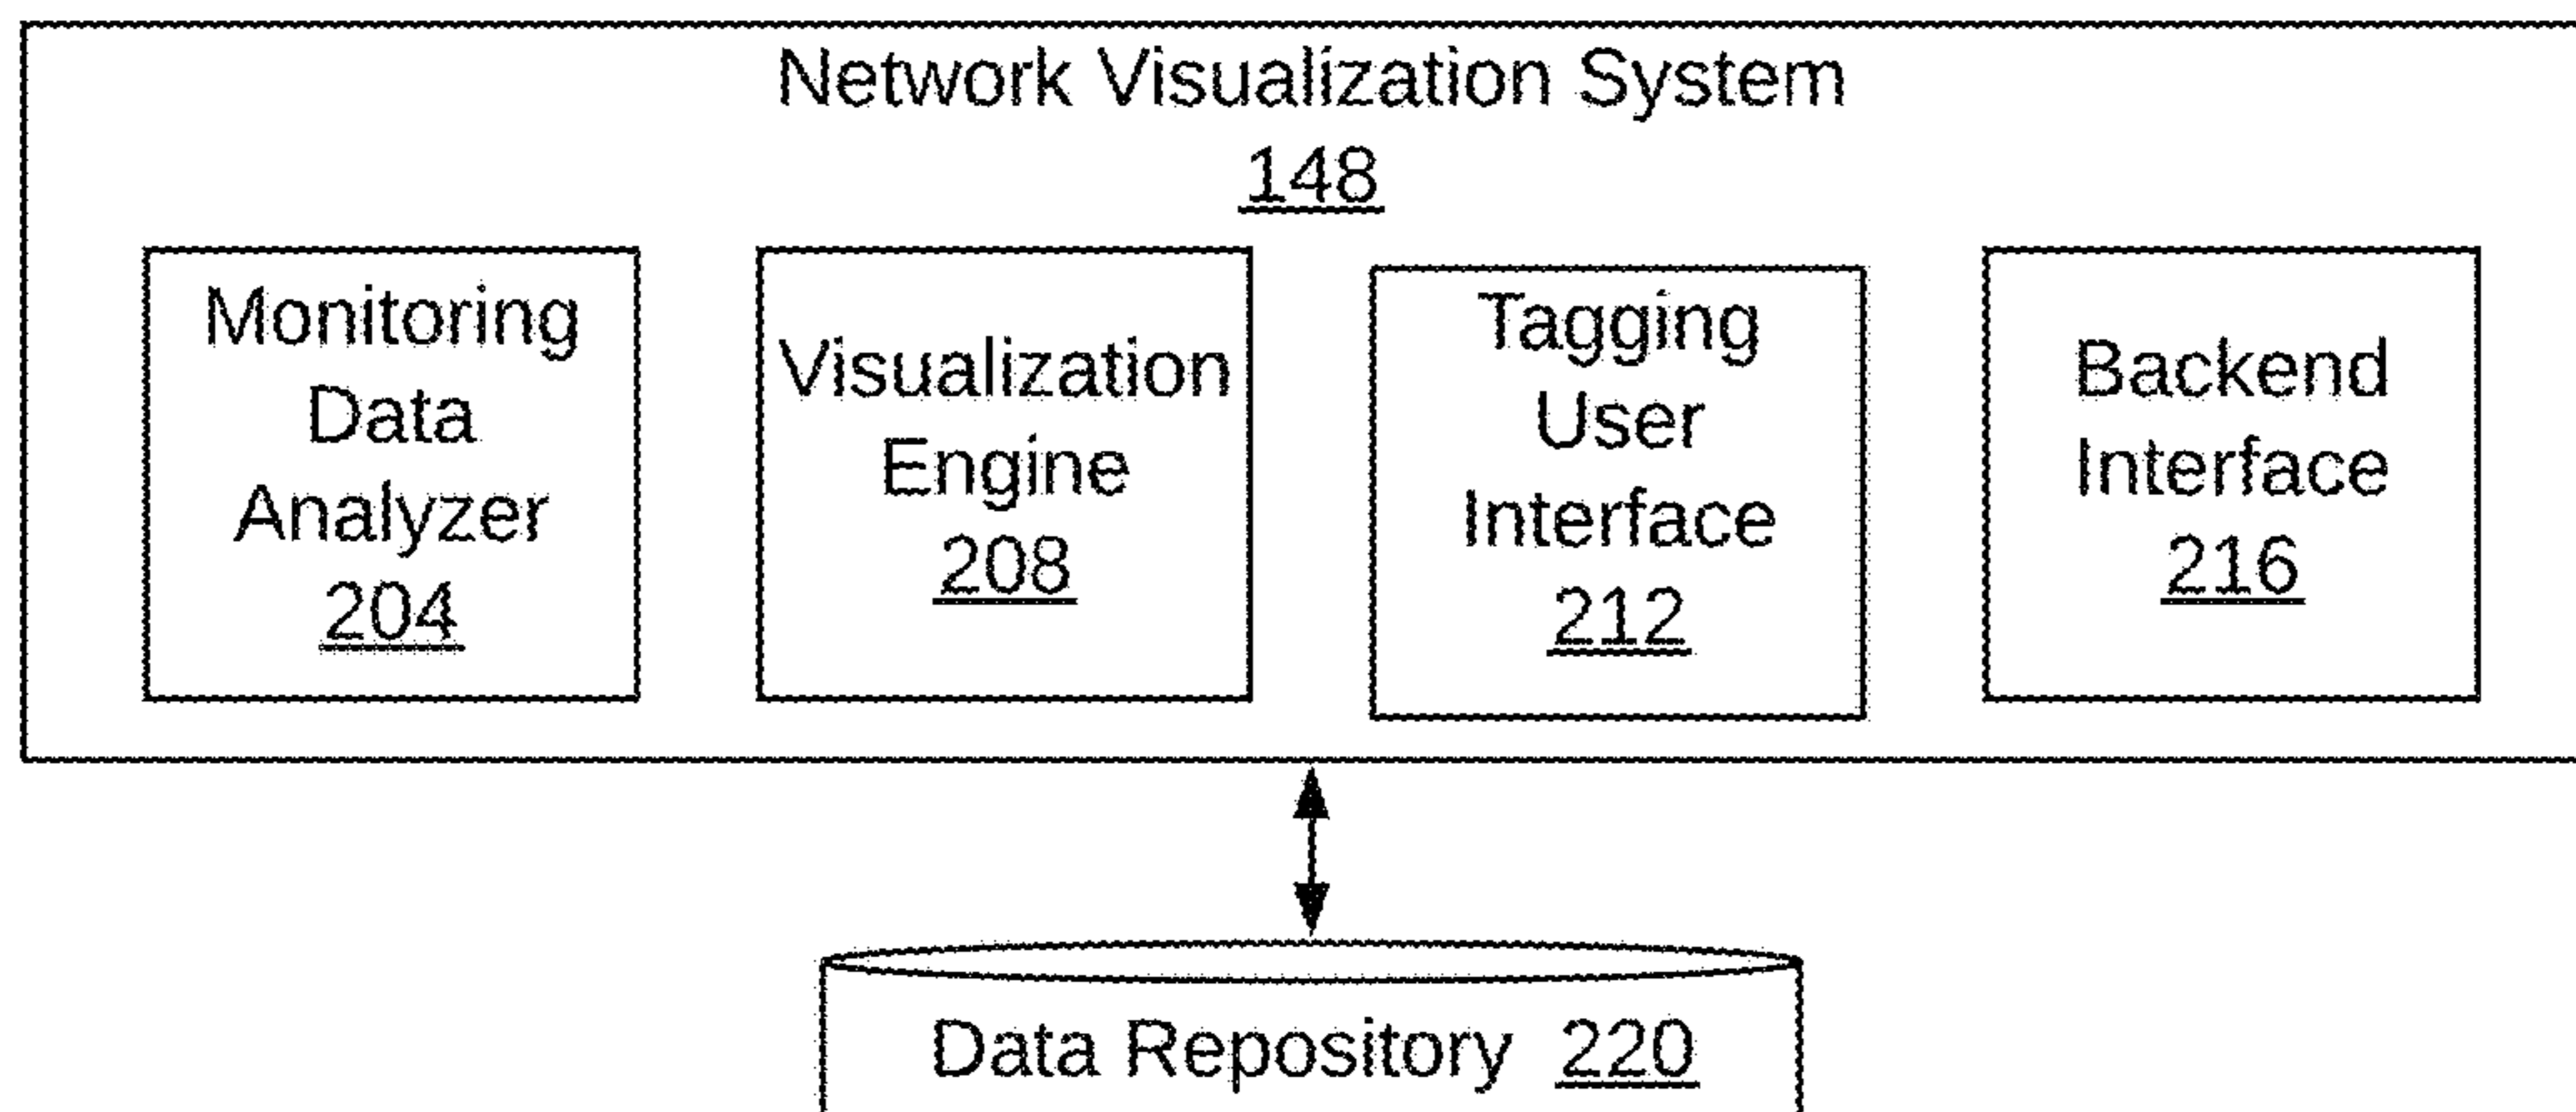 Network Visualization System
148
Monitoring
Data
Analyzer
204
Visualization
Engine
208
Tagging
User
Interface
212
Backend
Interface
216
Data Repository 220